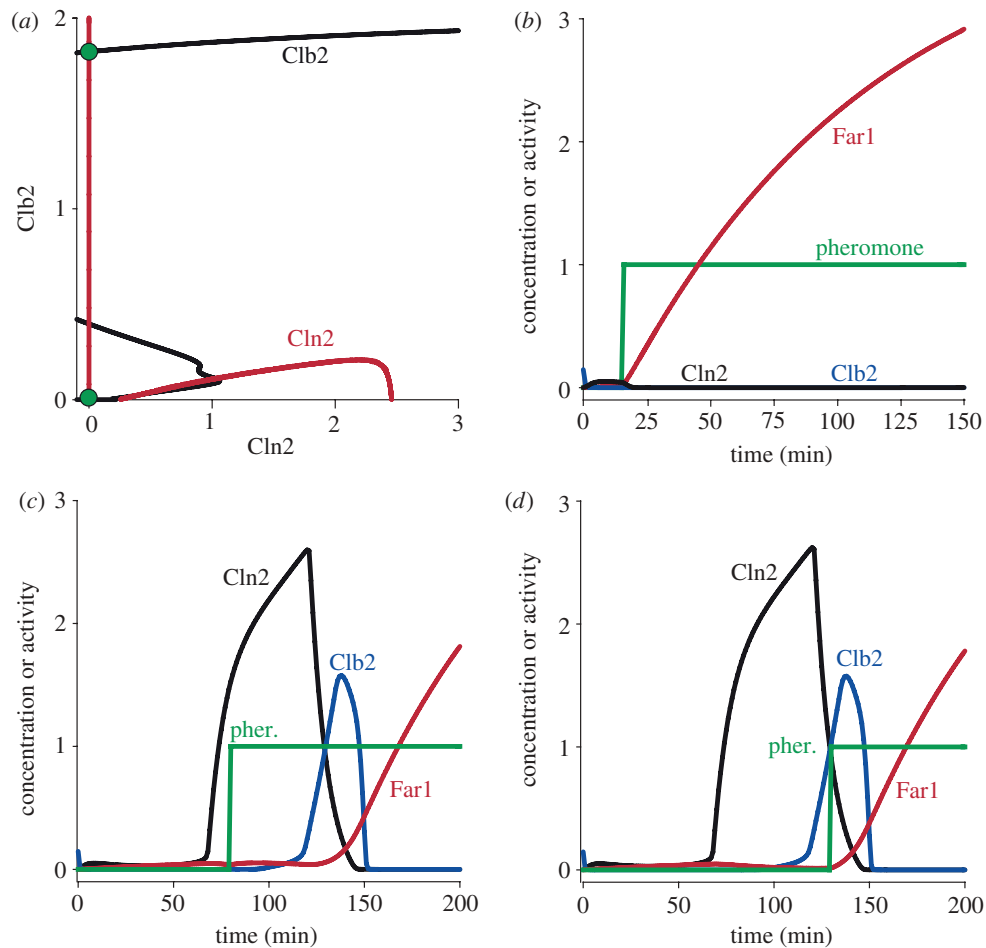 (a)
2
1
0
Clb2
Clb2
Cln2
0
1
2
3
Cln2
(b)
3
2
1
0
concentration or activity
Far1
pheromone
Cln2
Clb2
0
25
50
75
100
125
150
time (min)
(c)
3
2
1
0
concentration or activity
Cln2
Clb2
pher.
Far1
0
50
100
150
200
time (min)
(d)
3
2
1
0
concentration or activity
Cln2
Clb2
pher.
Far1
0
50
100
150
200
time (min)